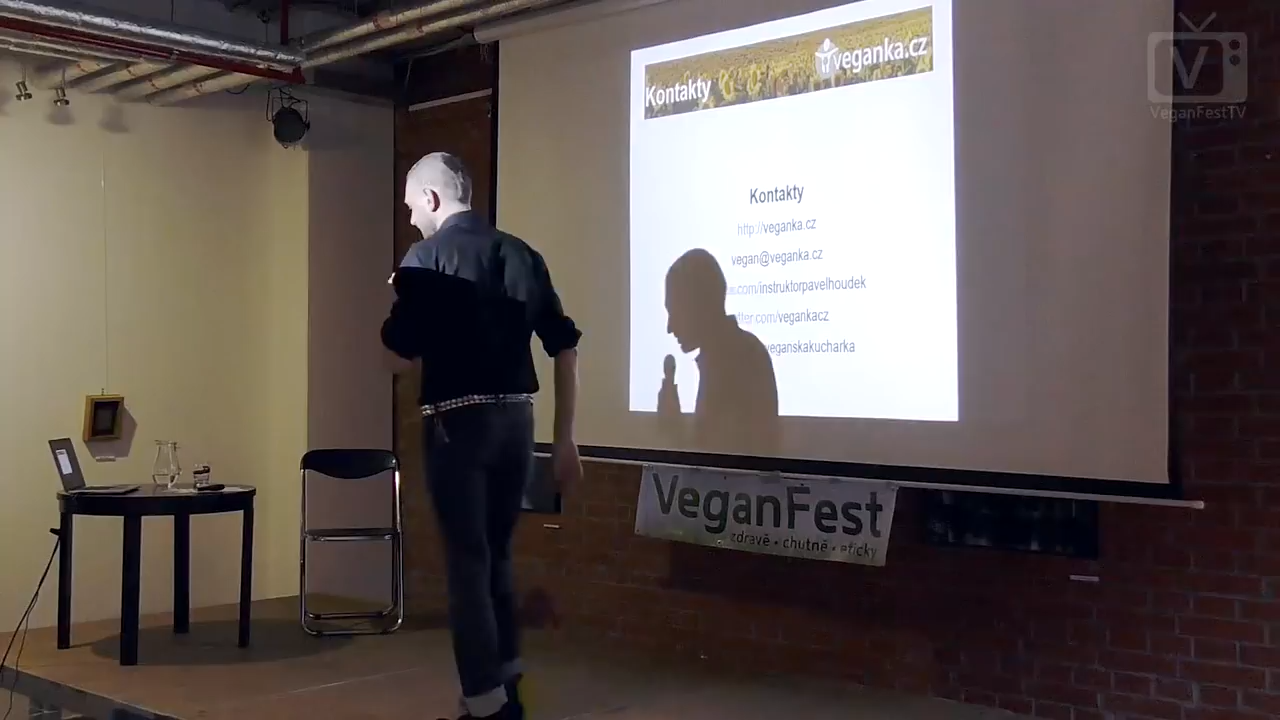 Kontakty
veganka.cz
V
VeganFestTV
Kontakty
http://veganka.cz
vegan@veganka.cz
.com/instruktorpavelhoudek
tter.com/vegankacz
veganskakucharka
VeganFest
zdravě • chutně • eticky